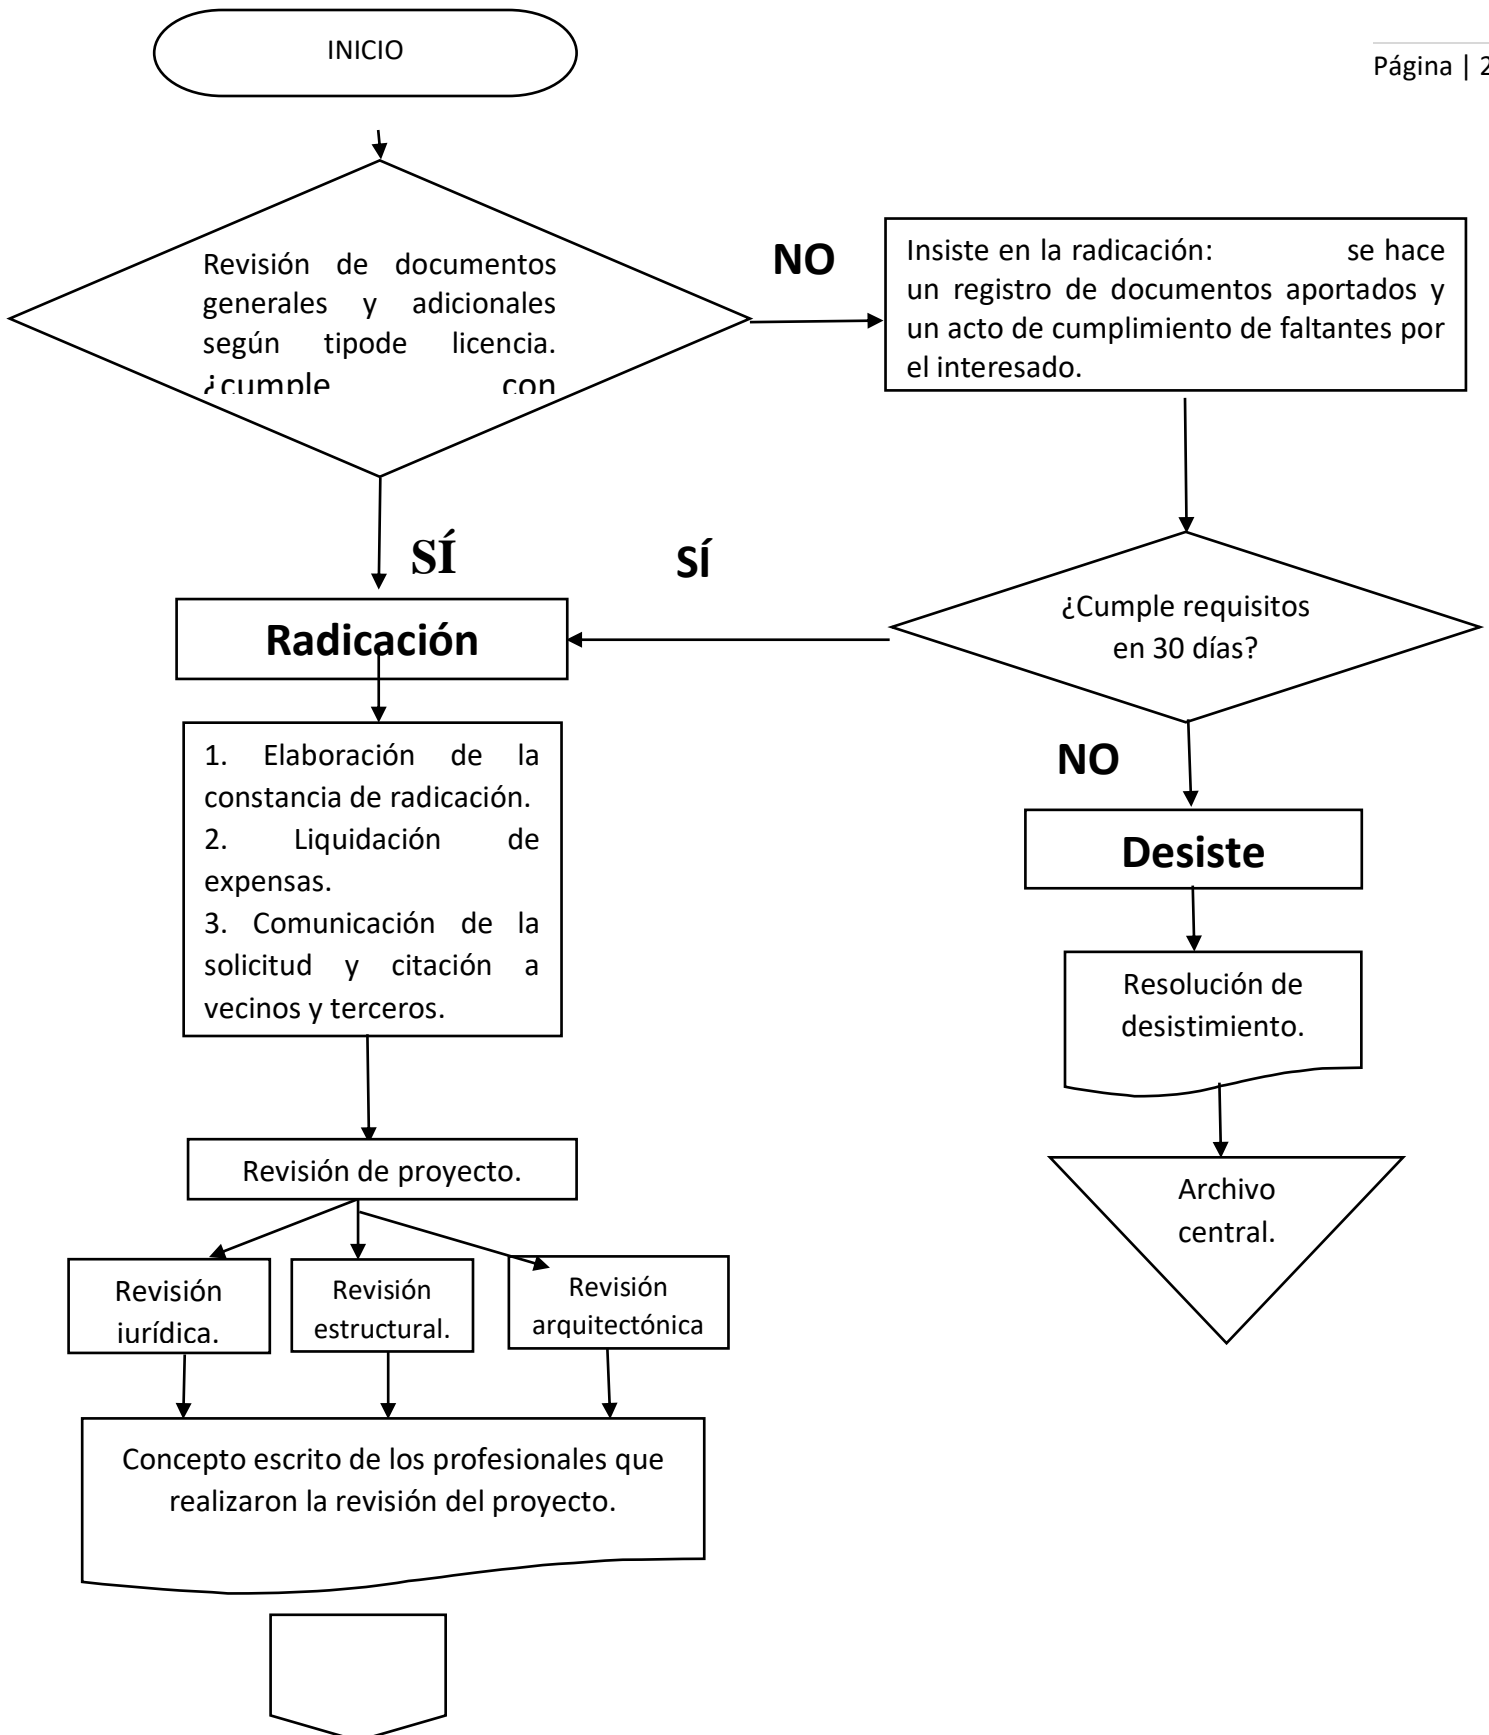 INICIO
Página | 2
Revisión de documentos
generales y adicionales
según tipode licencia.
¿cumple con
NO
Insiste en la radicación: se hace
un registro de documentos aportados y
un acto de cumplimiento de faltantes por
el interesado.
SÍ
SÍ
¿Cumple requisitos
en 30 días?
Radicación
NO
1. Elaboración de la
constancia de radicación.
2. Liquidación de
expensas.
3. Comunicación de la
solicitud y citación a
vecinos y terceros.
Desiste
Resolución de
desistimiento.
Revisión de proyecto.
Archivo
central.
Revisión
jurídica.
Revisión
estructural.
Revisión
arquitectónica
Concepto escrito de los profesionales que
realizaron la revisión del proyecto.